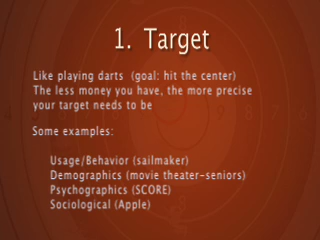 1. Target
Like playing darts (goal: hit the center)
The less money you have, the more precise
your target needs to be
Some examples:
Usage/Behavior (sailmaker)
Demographics (movie theater-seniors)
Psychographics (SCORE)
Sociological (Apple)